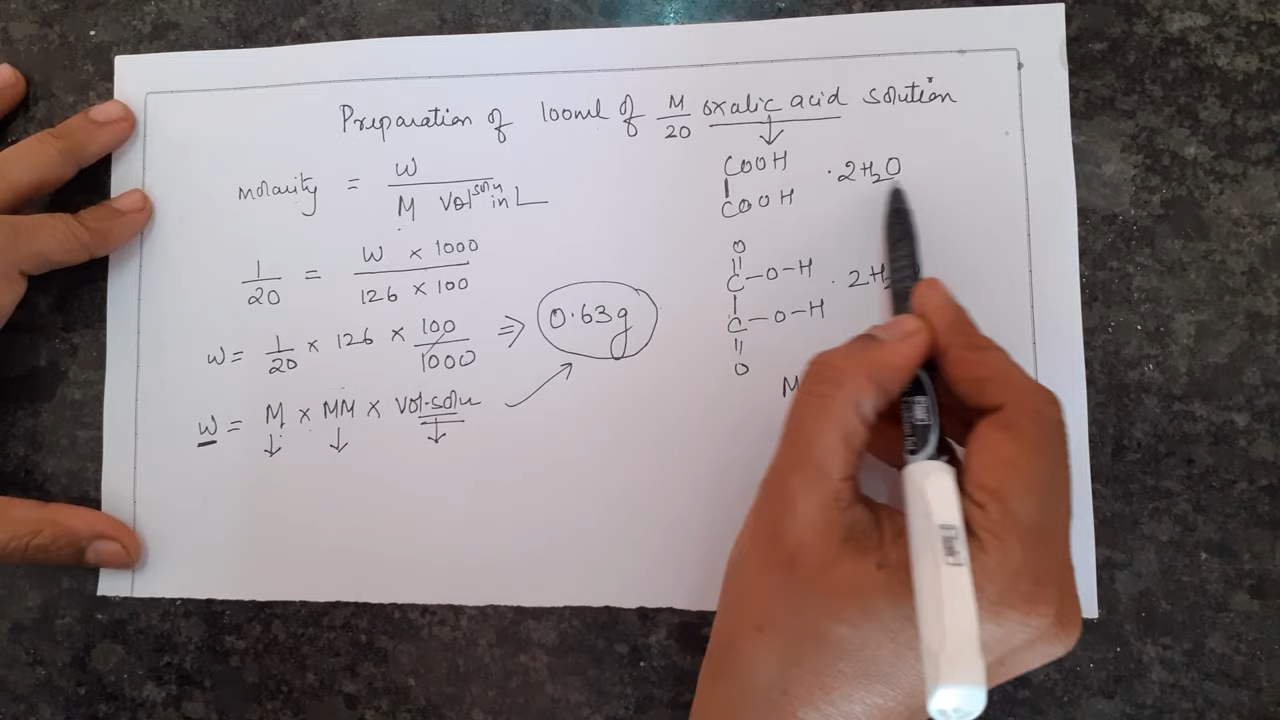 Preparation of 100ml of M/20 oxalic acid solution
molarity = W / M Vol soln in L
COOH
COOH
· 2H₂O
1/20 = W × 1000 / 126 × 100
O
C-O-H
C-O-H
O
· 2H
W = 1/20 × 126 × 100/1000 ⇒ 0.63g
W = M × MM × Vol. soln
M